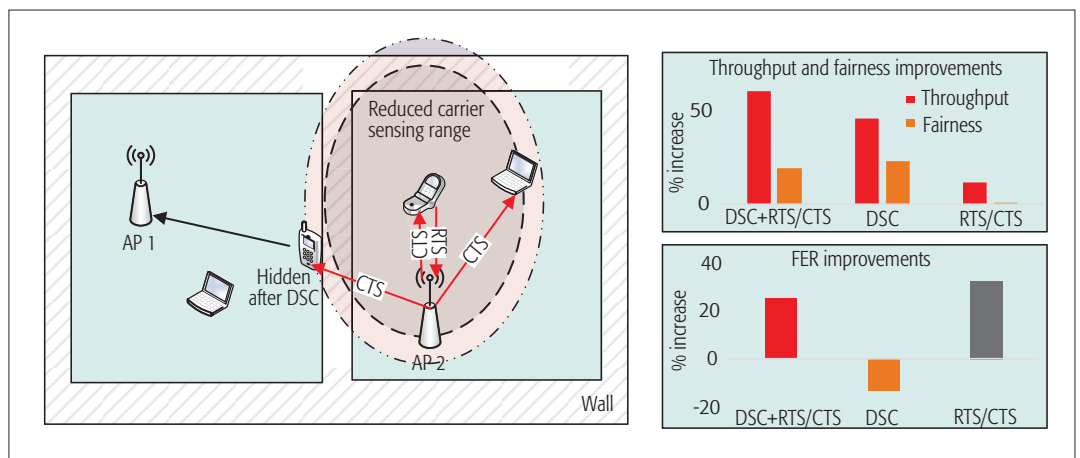 Reduced carrier
sensing range
AP 1
Hidden
after DSC
CTS
RTS
CTS
CTS
AP 2
Wall
Throughput and fairness improvements
Throughput
Fairness
% increase
50
0
DSC+RTS/CTS
DSC
RTS/CTS
FER improvements
% increase
40
20
0
-20
DSC+RTS/CTS
DSC
RTS/CTS